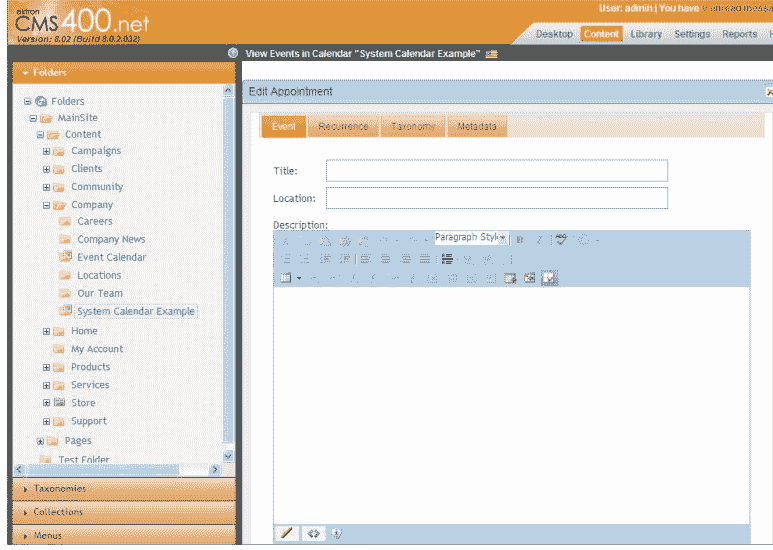 ektron
CMS400.net
Version: 8.02 (Build 8.0.2.032)
User: admin | You have
Desktop Content Library Settings Reports
View Events in Calendar "System Calendar Example"
Folders
Folders
MainSite
Content
Campaigns
Clients
Community
Company
Careers
Company News
Event Calendar
Locations
Our Team
System Calendar Example
Home
My Account
Products
Services
Store
Support
Pages
Test Folder
Taxonomies
Collections
Menus
Edit Appointment
Event Recurrence Taxonomy Metadata
Title:
Location:
Description:
Paragraph Style